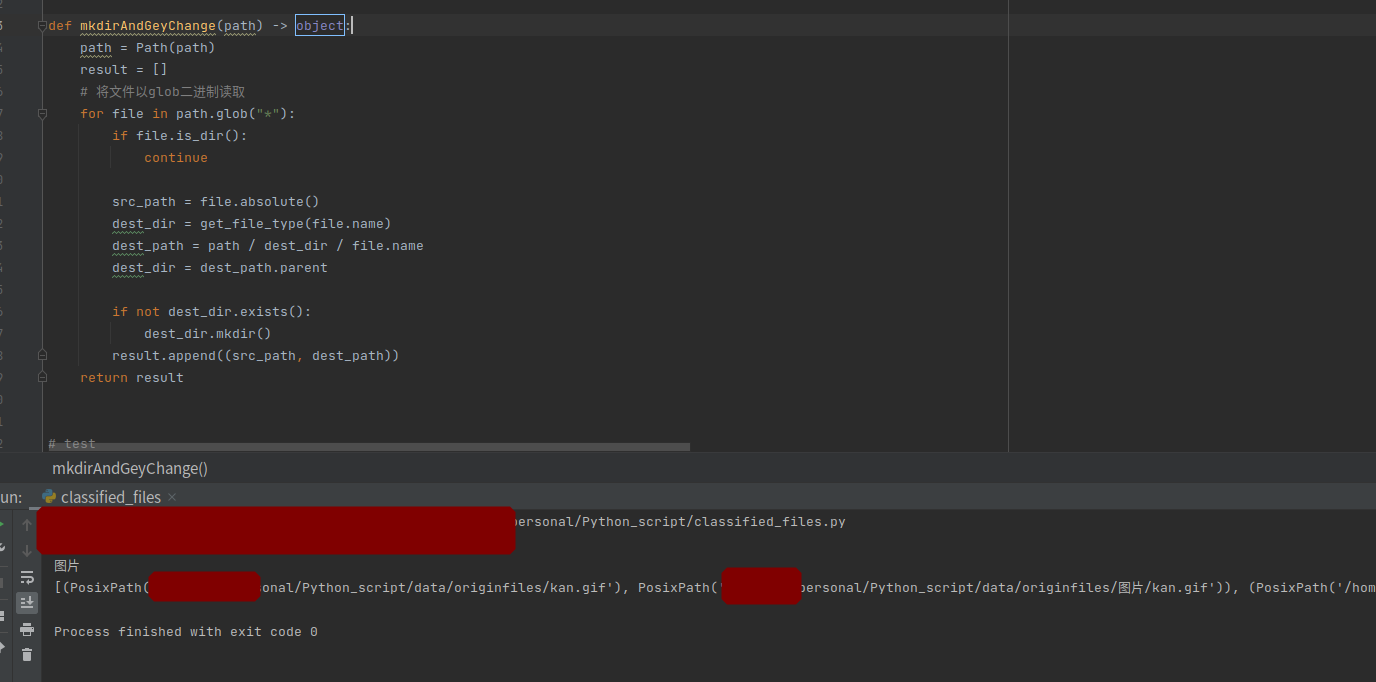 def mkdirAndGeyChange(path) -> object:
path = Path(path)
result = []
# 将文件以glob二进制读取
for file in path.glob("*"):
if file.is_dir():
continue
src_path = file.absolute()
dest_dir = get_file_type(file.name)
dest_path = path / dest_dir / file.name
dest_dir = dest_path.parent
if not dest_dir.exists():
dest_dir.mkdir()
result.append((src_path, dest_path))
return result
# test
mkdirAndGeyChange()
un: classified_files ×
personal/Python_script/classified_files.py
图片
[(PosixPath( onal/Python_script/data/originfiles/kan.gif'), PosixPath(' personal/Python_script/data/originfiles/图片/kan.gif')), (PosixPath('/hom
Process finished with exit code 0